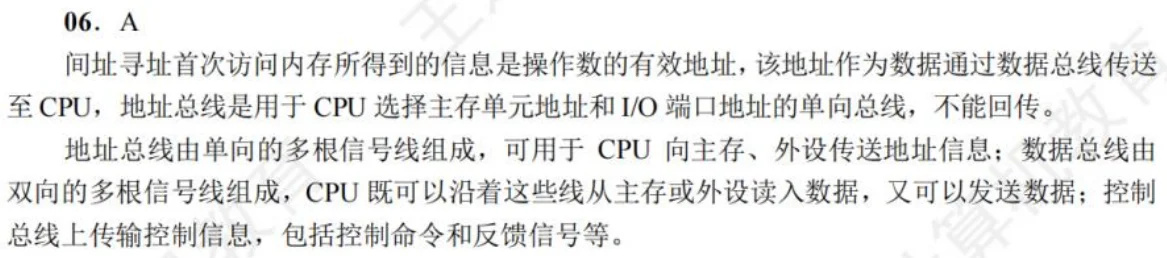 06. A
间址寻址首次访问内存所得到的信息是操作数的有效地址，该地址作为数据通过数据总线传送
至 CPU，地址总线是用于 CPU 选择主存单元地址和 I/O 端口地址的单向总线，不能回传。
地址总线由单向的多根信号线组成，可用于 CPU 向主存、外设传送地址信息；数据总线由
双向的多根信号线组成，CPU 既可以沿着这些线从主存或外设读入数据，又可以发送数据；控制
总线上传输控制信息，包括控制命令和反馈信号等。